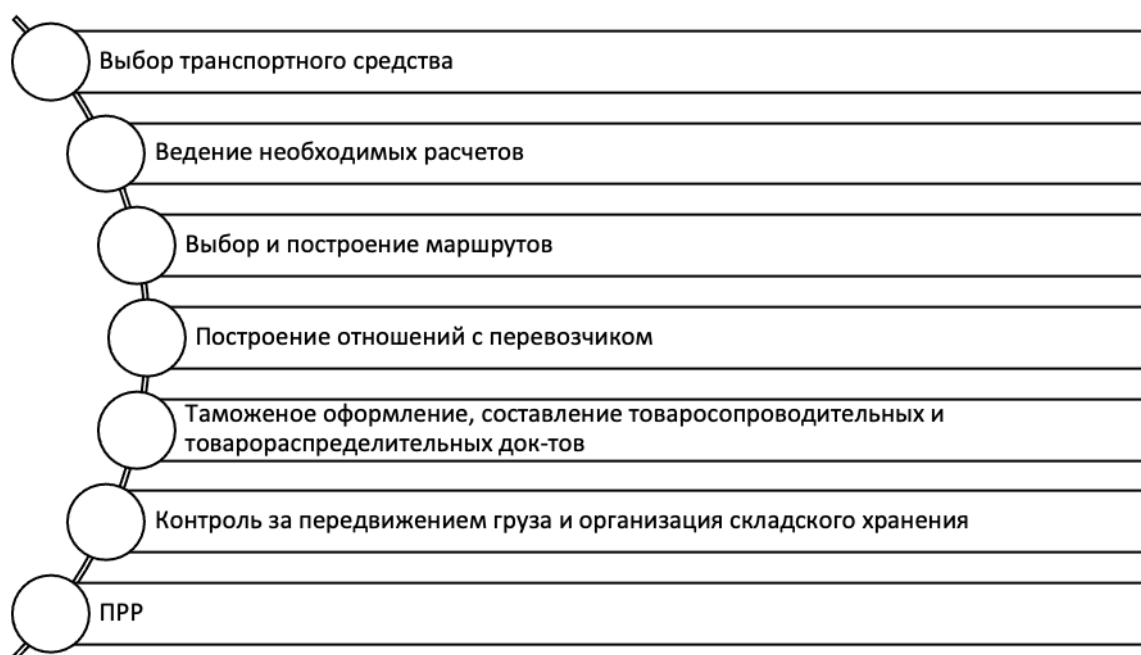 Выбор транспортного средства
Ведение необходимых расчетов
Выбор и построение маршрутов
Построение отношений с перевозчиком
Таможеное оформление, составление товаросопроводительных и
товарораспределительных док-тов
Контроль за передвижением груза и организация складского хранения
ПРР